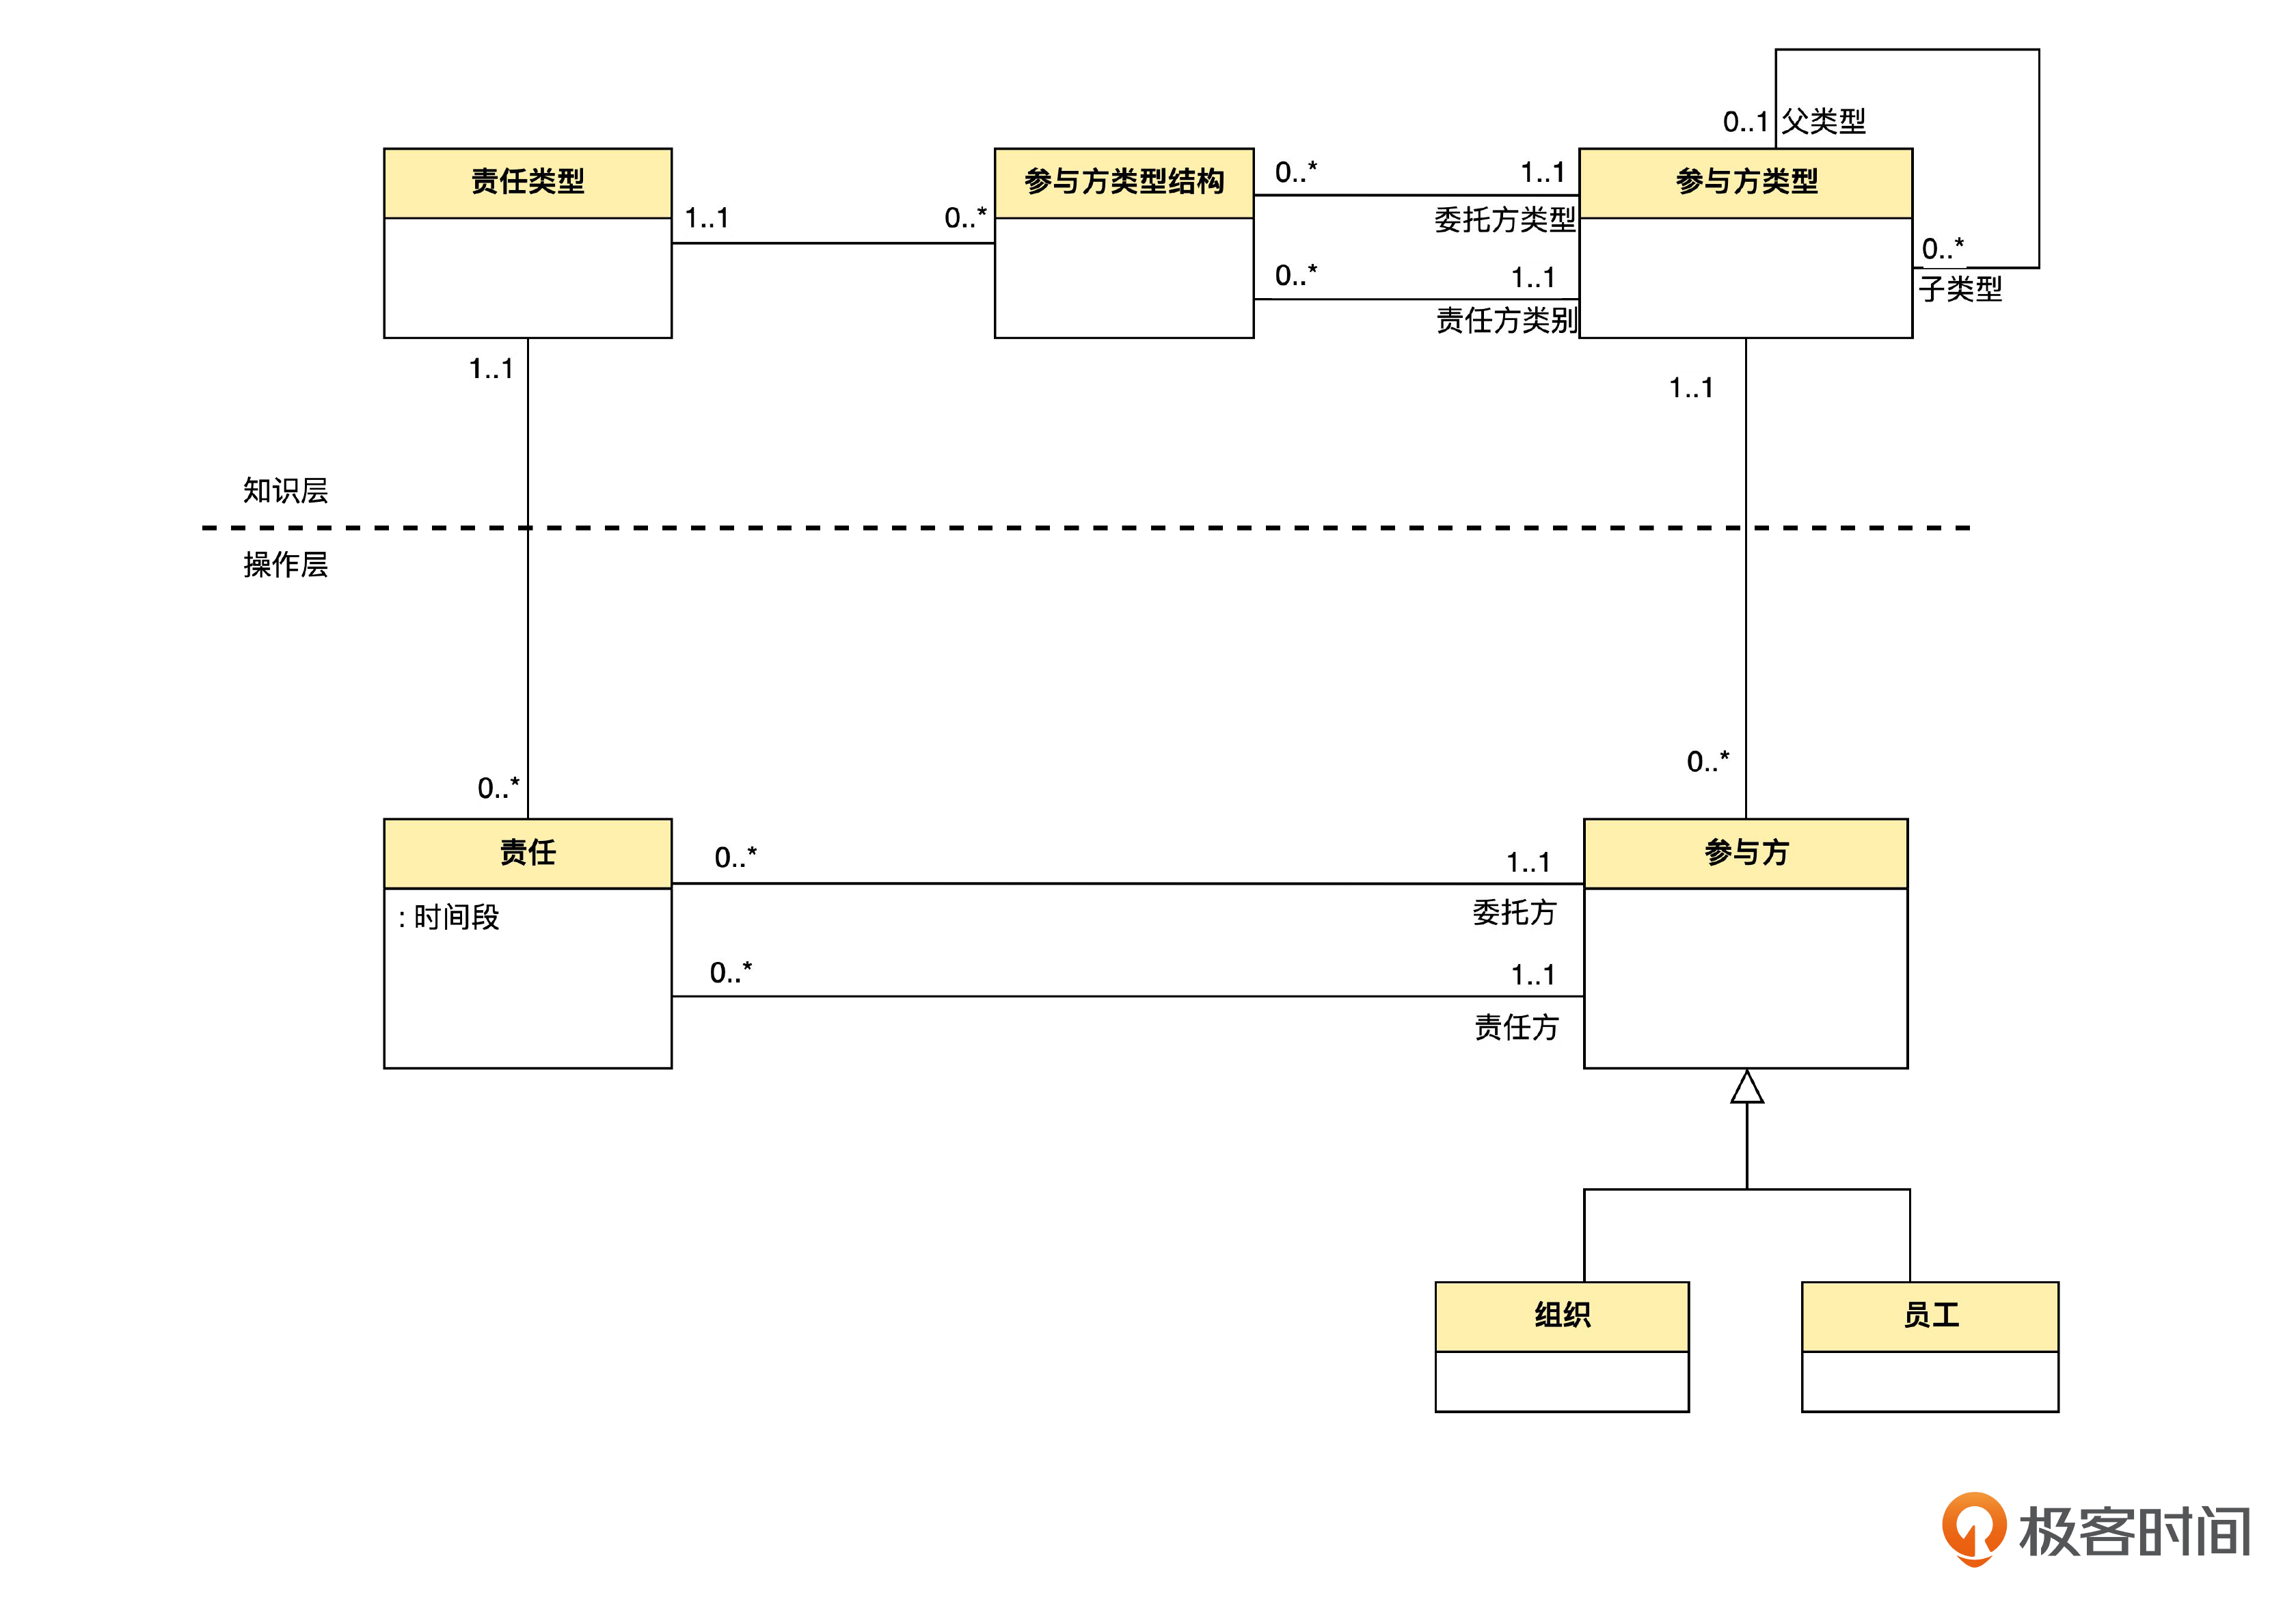 0..1 父类型
责任类型
参与方类型结构
0..*
1..1
参与方类型
1..1
0..*
委托方类型
0..*
子类型
0..*
1..1
责任方类别
1..1
1..1
知识层
操作层
0..*
0..*
责任
0..*
1..1
参与方
: 时间段
委托方
0..*
1..1
责任方
组织
员工
极客时间